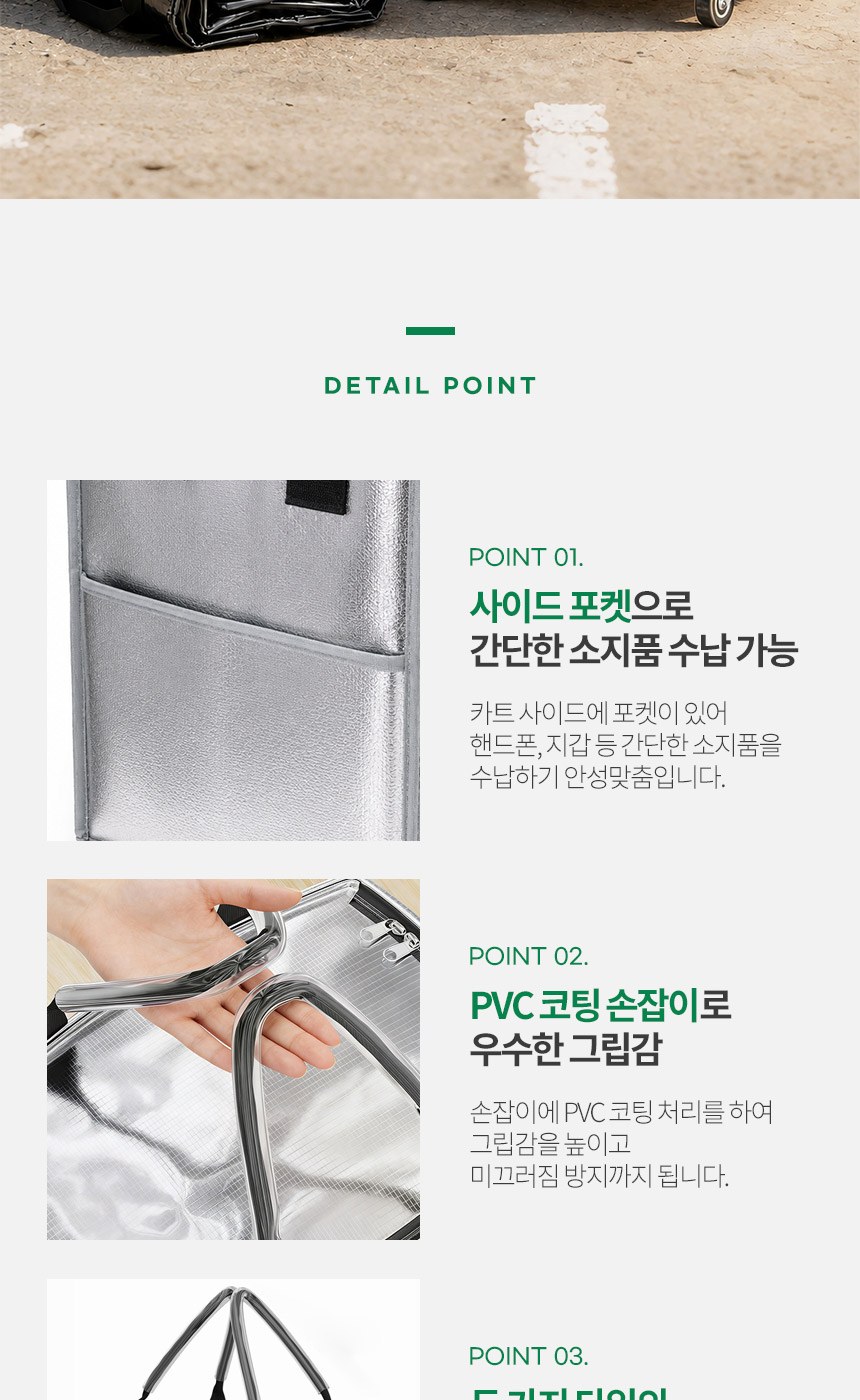 DETAIL POINT
POINT 01.
사이드 포켓으로
간단한 소지품 수납 가능
카트 사이드에 포켓이 있어
핸드폰, 지갑 등 간단한 소지품을
수납하기 안성맞춤입니다.
POINT 02.
PVC 코팅 손잡이로
우수한 그립감
손잡이에 PVC 코팅 처리를 하여
그립감을 높이고
미끄러짐 방지까지 됩니다.
POINT 03.